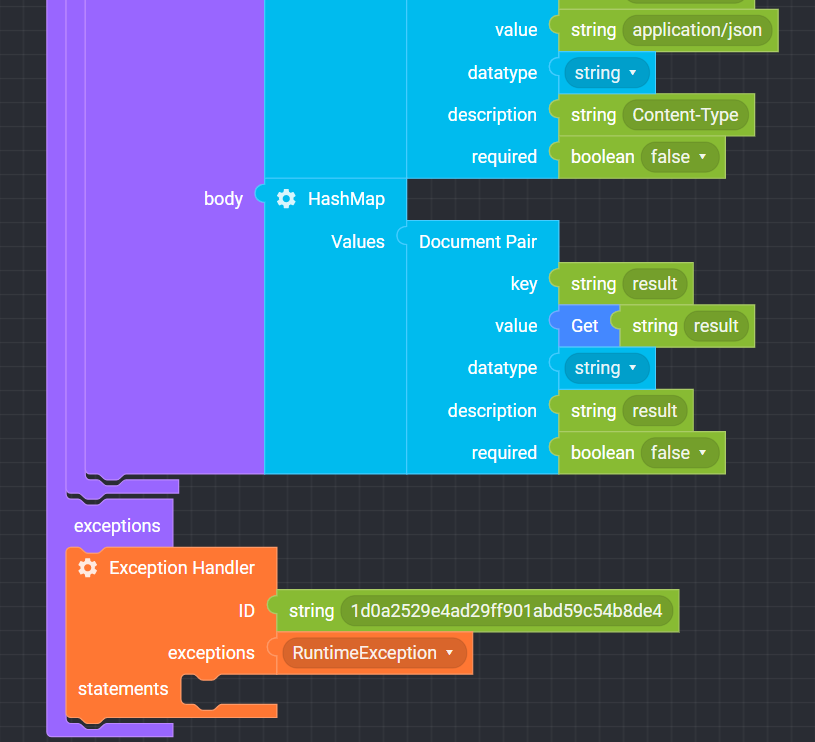 value string application/json
datatype string
description string Content-Type
required boolean false
body HashMap
Values Document Pair
key string result
value Get string result
datatype string
description string result
required boolean false
exceptions
Exception Handler
ID string 1d0a2529e4ad29ff901abd59c54b8de4
exceptions RuntimeException
statements